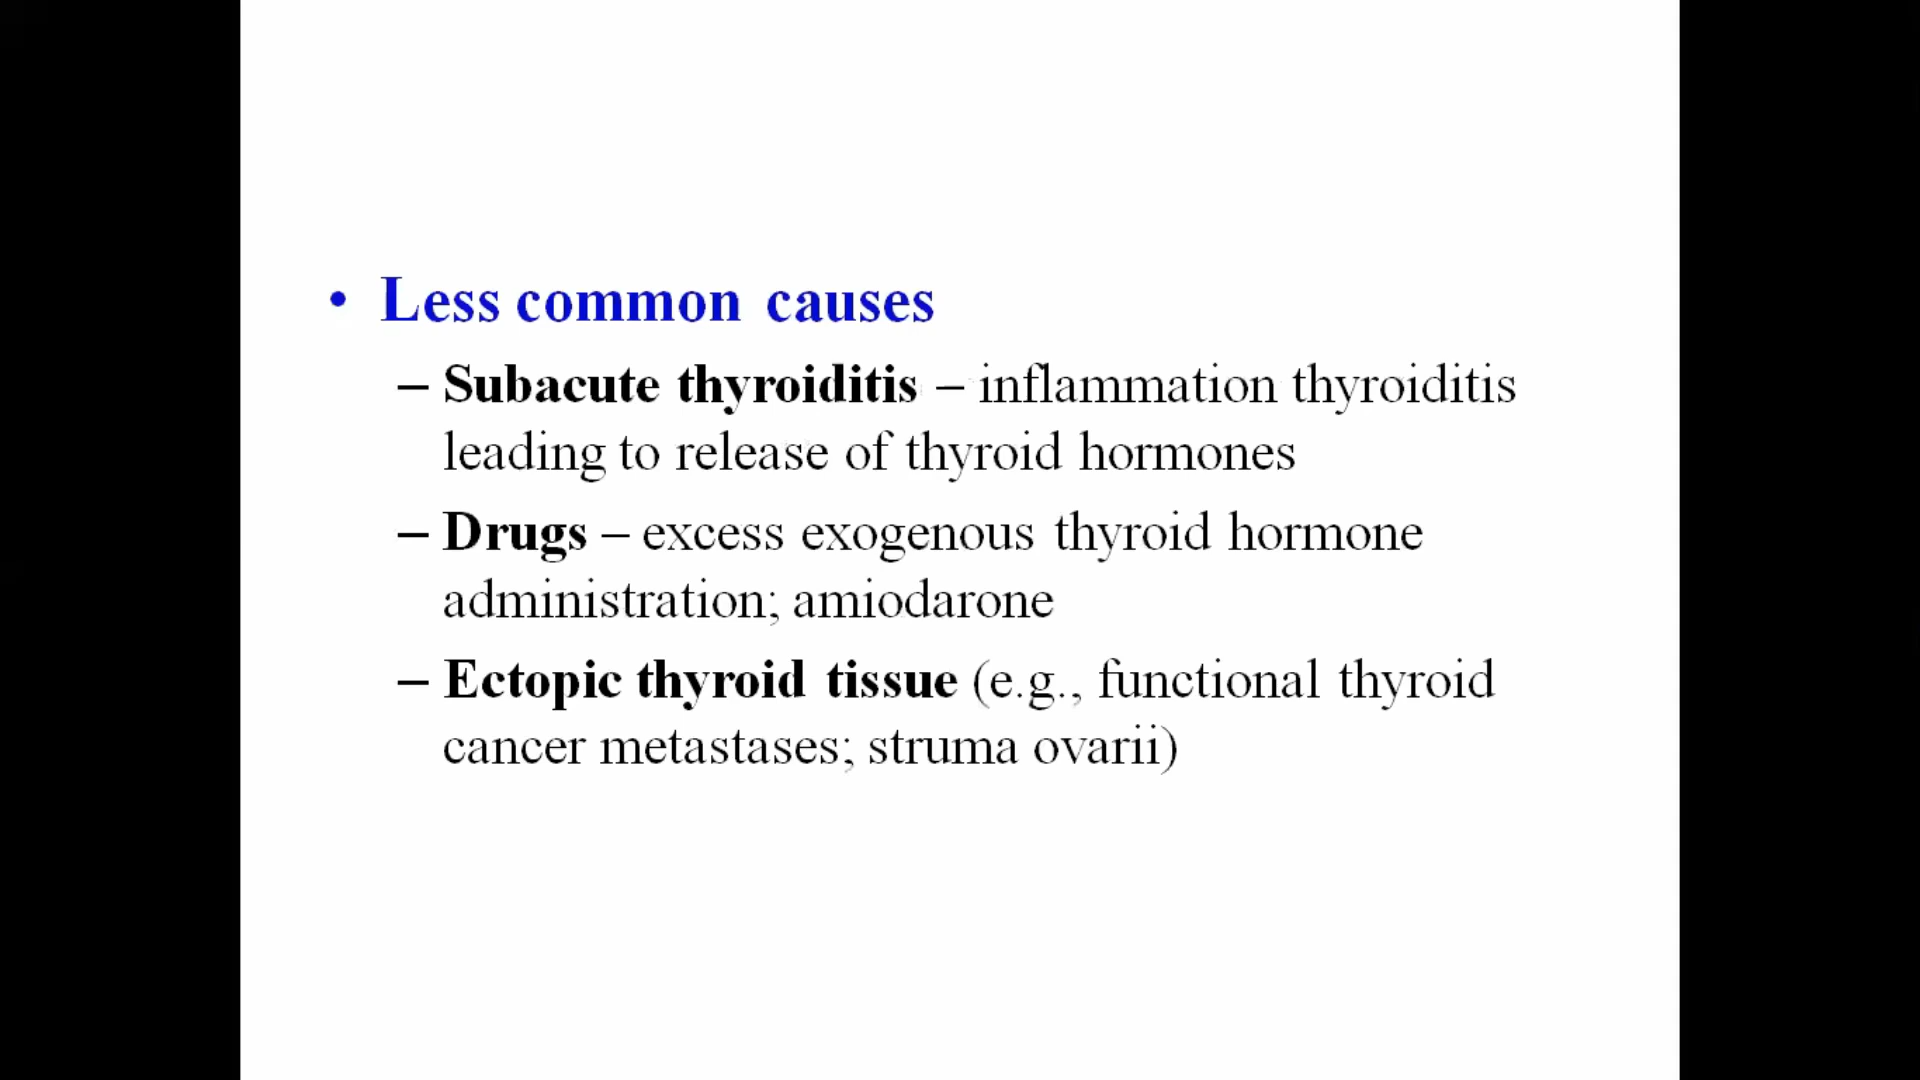 • Less common causes
– Subacute thyroiditis – inflammation thyroiditis
leading to release of thyroid hormones
– Drugs – excess exogenous thyroid hormone
administration; amiodarone
– Ectopic thyroid tissue (e.g., functional thyroid
cancer metastases; struma ovarii)